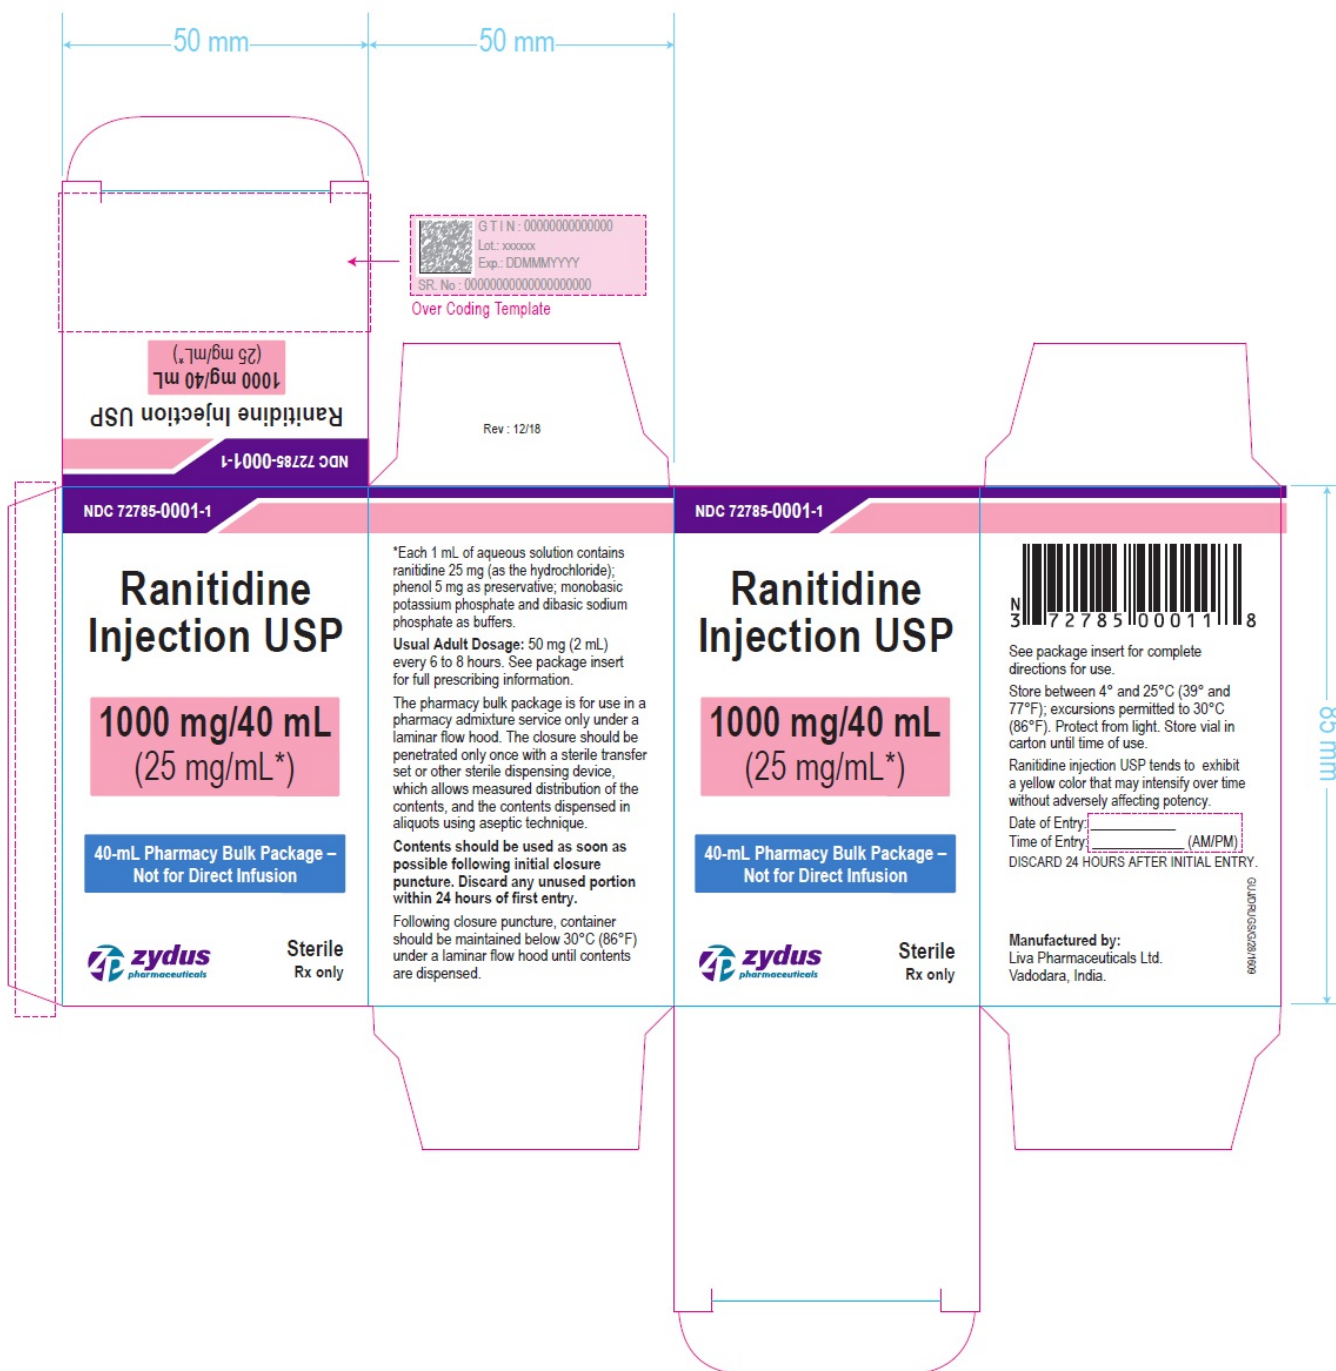 50 mm
50 mm
G T I N : 00000000000000
Lot.: xxxxxx
Exp.: DDMMMYYYY
SR. No : 00000000000000000000
Over Coding Template
NDC 72785-0001-1
Ranitidine Injection USP
1000 mg/40 mL
(25 mg/mL*)
Rev : 12/18
NDC 72785-0001-1
Ranitidine
Injection USP
1000 mg/40 mL
(25 mg/mL*)
40-mL Pharmacy Bulk Package –
Not for Direct Infusion
zydus
pharmaceuticals
Sterile
Rx only
*Each 1 mL of aqueous solution contains
ranitidine 25 mg (as the hydrochloride);
phenol 5 mg as preservative; monobasic
potassium phosphate and dibasic sodium
phosphate as buffers.
Usual Adult Dosage: 50 mg (2 mL)
every 6 to 8 hours. See package insert
for full prescribing information.
The pharmacy bulk package is for use in a
pharmacy admixture service only under a
laminar flow hood. The closure should be
penetrated only once with a sterile transfer
set or other sterile dispensing device,
which allows measured distribution of the
contents, and the contents dispensed in
aliquots using aseptic technique.
Contents should be used as soon as
possible following initial closure
puncture. Discard any unused portion
within 24 hours of first entry.
Following closure puncture, container
should be maintained below 30°C (86°F)
under a laminar flow hood until contents
are dispensed.
NDC 72785-0001-1
Ranitidine
Injection USP
1000 mg/40 mL
(25 mg/mL*)
40-mL Pharmacy Bulk Package –
Not for Direct Infusion
zydus
pharmaceuticals
Sterile
Rx only
N
3 72785 00011 8
See package insert for complete
directions for use.
Store between 4° and 25°C (39° and
77°F); excursions permitted to 30°C
(86°F). Protect from light. Store vial in
carton until time of use.
Ranitidine injection USP tends to exhibit
a yellow color that may intensify over time
without adversely affecting potency.
Date of Entry: ____________
Time of Entry: _____________ (AM/PM)
DISCARD 24 HOURS AFTER INITIAL ENTRY.
GUJ/DRUGS/G/28/1609
Manufactured by:
Liva Pharmaceuticals Ltd.
Vadodara, India.
85 mm